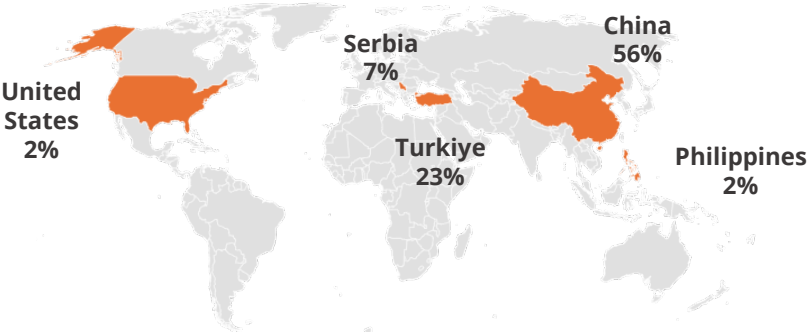 China
56%
Serbia
7%
United
States
2%
Turkiye
23%
Philippines
2%